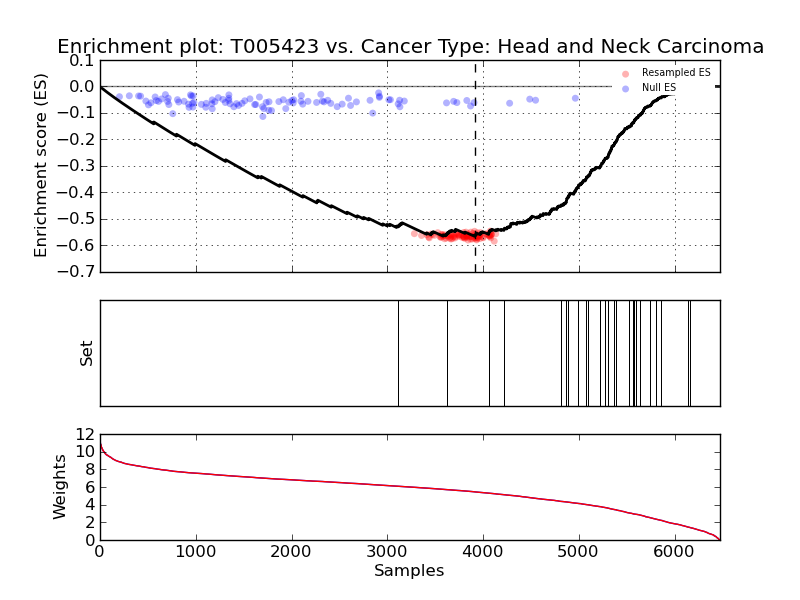 Enrichment plot: T005423 vs. Cancer Type: Head and Neck Carcinoma
Enrichment score (ES)
0.1
0.0
−0.1
−0.2
−0.3
−0.4
−0.5
−0.6
−0.7
Resampled ES
Null ES
Set
Weights
12
10
8
6
4
2
0
0 1000 2000 3000 4000 5000 6000
Samples